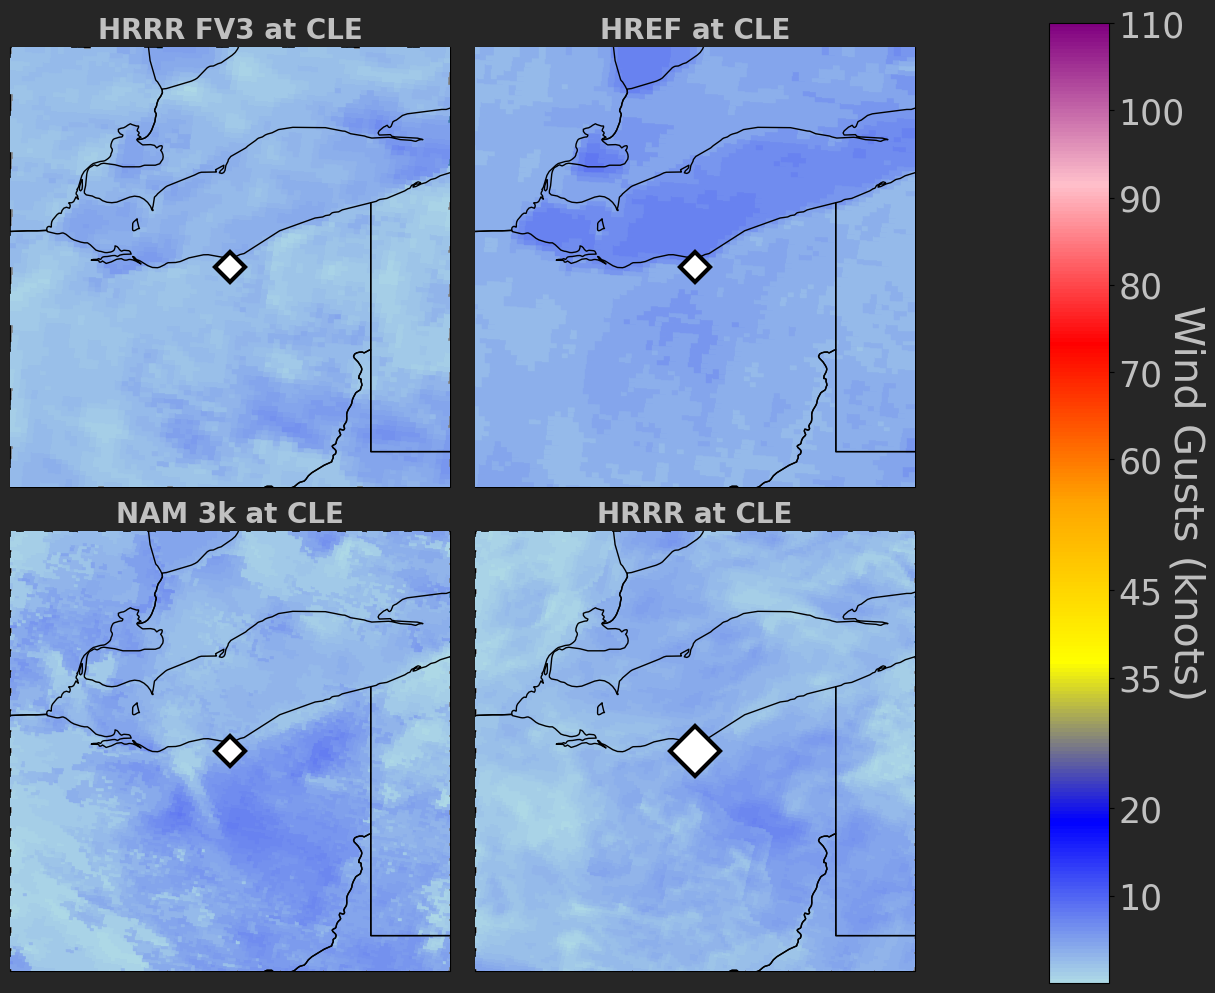 HRRR FV3 at CLE
HREF at CLE
NAM 3k at CLE
HRRR at CLE
110
100
90
80
70
60
45
35
20
10
Wind Gusts (knots)